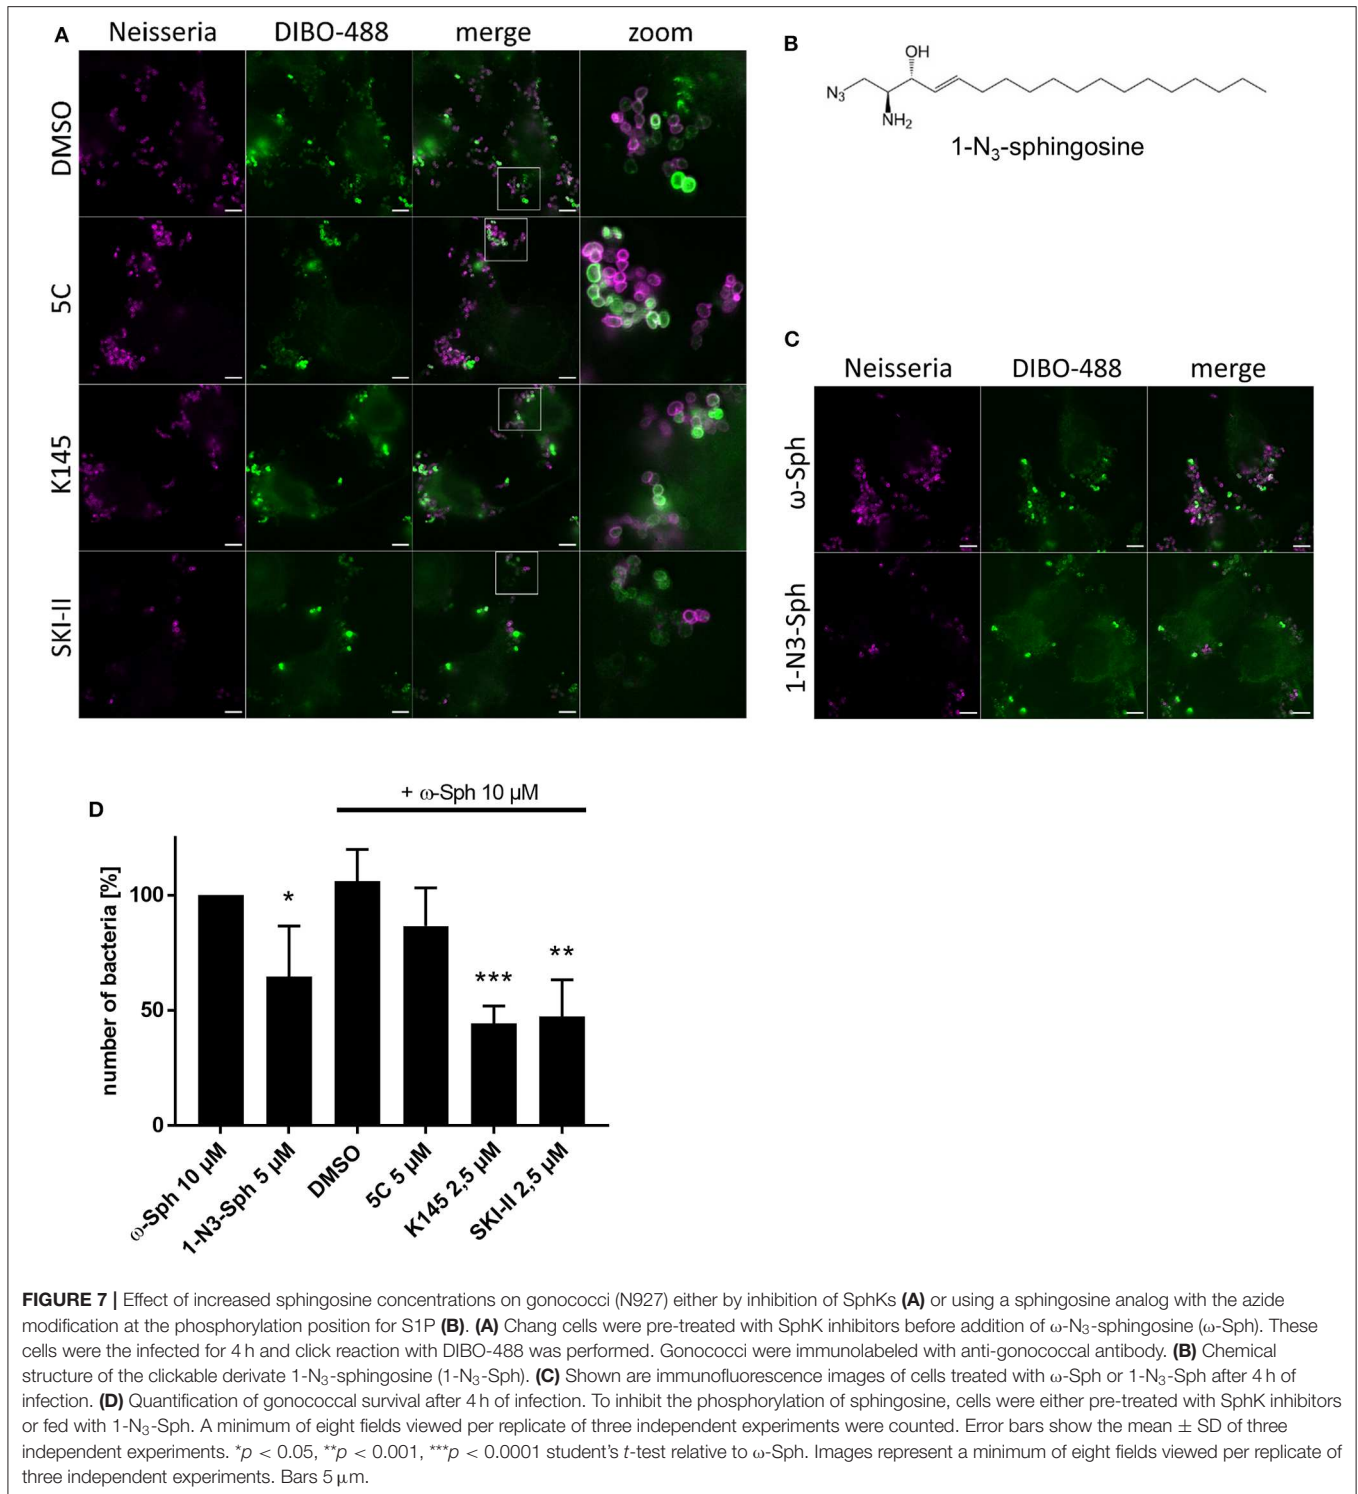 A
Neisseria DIBO-488 merge zoom
DMSO
5C
K145
SKI-II
B
OH
N3
NH2
1-N3-sphingosine
C
Neisseria DIBO-488 merge
ω-Sph
1-N3-Sph
D
+ ω-Sph 10 µM
number of bacteria [%]
100
50
0
* *** **
ω-Sph 10 µM
1-N3-Sph 5 µM
DMSO
5C 5 µM
K145 2,5 µM
SKI-II 2,5 µM
FIGURE 7 | Effect of increased sphingosine concentrations on gonococci (N927) either by inhibition of SphKs (A) or using a sphingosine analog with the azide
modification at the phosphorylation position for S1P (B). (A) Chang cells were pre-treated with SphK inhibitors before addition of ω-N3-sphingosine (ω-Sph). These
cells were the infected for 4 h and click reaction with DIBO-488 was performed. Gonococci were immunolabeled with anti-gonococcal antibody. (B) Chemical
structure of the clickable derivate 1-N3-sphingosine (1-N3-Sph). (C) Shown are immunofluorescence images of cells treated with ω-Sph or 1-N3-Sph after 4 h of
infection. (D) Quantification of gonococcal survival after 4 h of infection. To inhibit the phosphorylation of sphingosine, cells were either pre-treated with SphK inhibitors
or fed with 1-N3-Sph. A minimum of eight fields viewed per replicate of three independent experiments were counted. Error bars show the mean ± SD of three
independent experiments. *p < 0.05, **p < 0.001, ***p < 0.0001 student's t-test relative to ω-Sph. Images represent a minimum of eight fields viewed per replicate of
three independent experiments. Bars 5 µm.